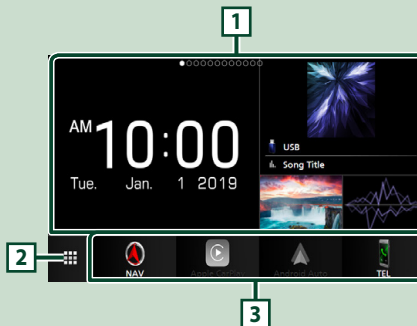 1
AM 10:00
Tue. Jan. 1 2019
USB
Song Title
2
NAV
Apple CarPlay
Android Auto
TEL
3